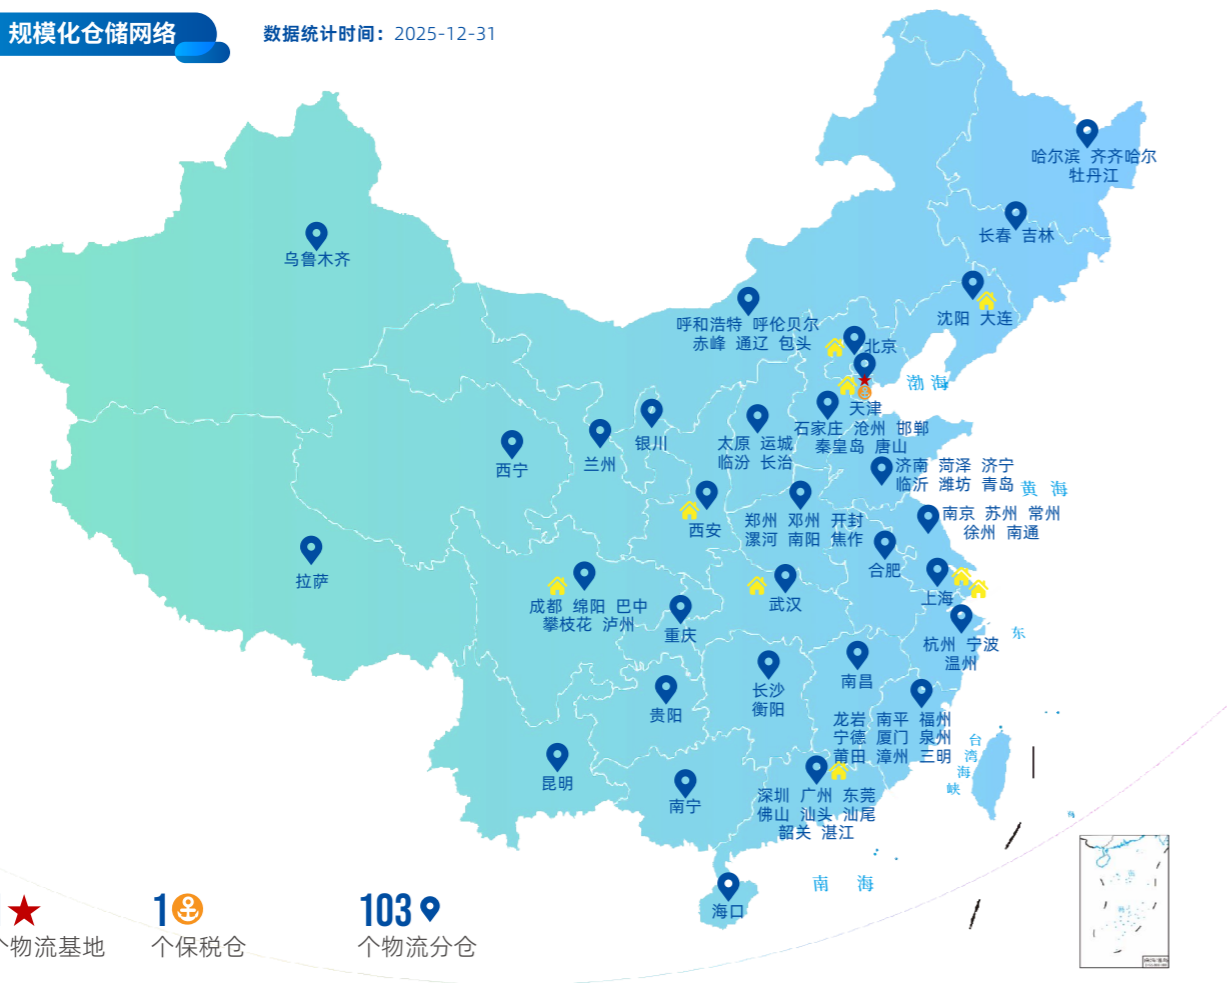 规模化仓储网络
数据统计时间：2025-12-31
哈尔滨 齐齐哈尔
牡丹江
长春 吉林
乌鲁木齐
沈阳 大连
呼和浩特 呼伦贝尔
赤峰 通辽 包头
北京
渤海
天津
石家庄 沧州 邯郸
秦皇岛 唐山
银川
太原 运城
临汾 长治
兰州
西宁
济南 菏泽 济宁
临沂 潍坊 青岛
黄海
南京 苏州 常州
徐州 南通
西安
郑州 邓州 开封
漯河 南阳 焦作
合肥
拉萨
上海
成都 绵阳 巴中
攀枝花 泸州
武汉
重庆
东
杭州 宁波
温州
南昌
长沙
衡阳
贵阳
龙岩 南平 福州
宁德 厦门 泉州
莆田 漳州 三明
台
湾
海
峡
海
昆明
南宁
深圳 广州 东莞
佛山 汕头 汕尾
韶关 湛江
南海
海口
个物流基地
1
个保税仓
103
个物流分仓